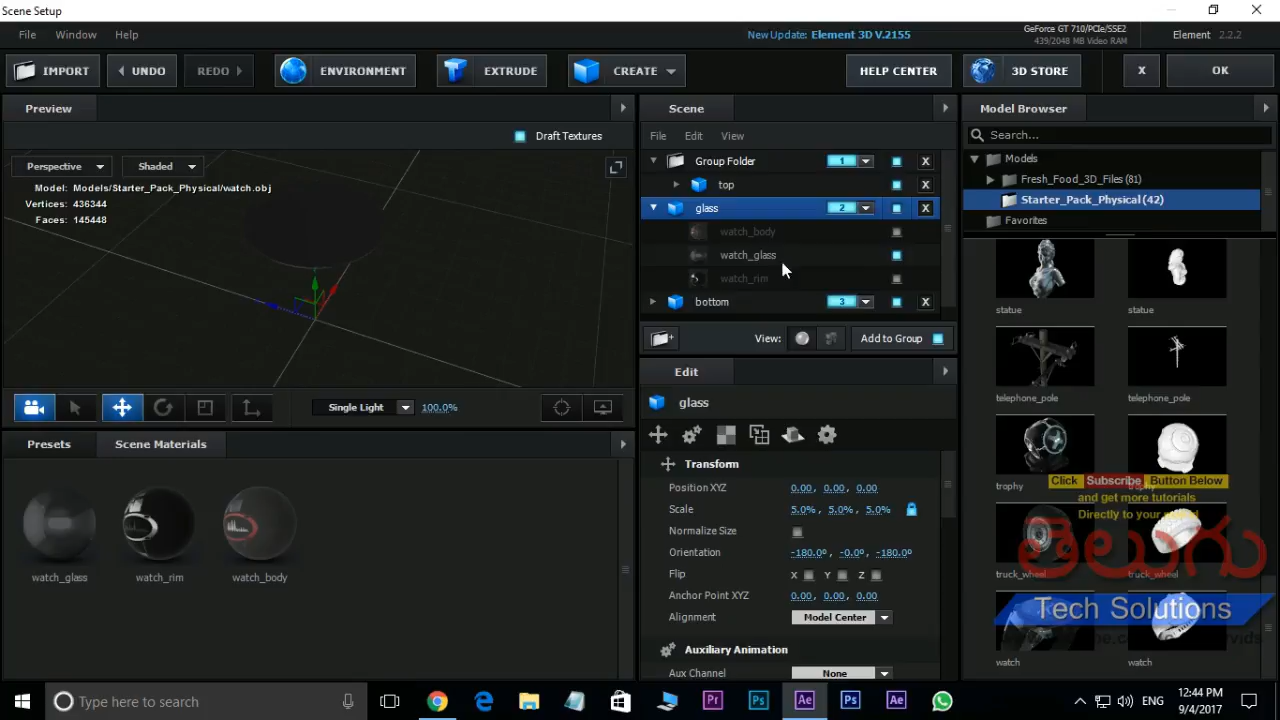 Scene Setup
File Window Help
New Update: Element 3D V.2155
GeForce GT 710/PCIe/SSE2
439/2048 MB Video RAM
Element 2.2.2
IMPORT UNDO REDO ENVIRONMENT EXTRUDE CREATE HELP CENTER 3D STORE X OK
Preview
Draft Textures
Perspective Shaded
Model: Models/Starter_Pack_Physical/watch.obj
Vertices: 436344
Faces: 145448
Single Light 100.0%
Presets Scene Materials
watch_glass watch_rim watch_body
Scene
File Edit View
Group Folder 1 X
top X
glass 2 X
watch_body
watch_glass
watch_rim
bottom 3 X
View: Add to Group
Edit
glass
Transform
Position XYZ 0.00, 0.00, 0.00
Scale 5.0%, 5.0%, 5.0%
Normalize Size
Orientation -180.0º, -0.0º, -180.0º
Flip X Y Z
Anchor Point XYZ 0.00, 0.00, 0.00
Alignment Model Center
Auxiliary Animation
Aux Channel None
Model Browser
Search...
Models
Fresh_Food_3D_Files (81)
Starter_Pack_Physical (42)
Favorites
statue statue
telephone_pole telephone_pole
trophy trophy
Click Subscribe Button Below
and get more tutorials
Directly to your
తెలుగు
truck_wheel truck_wheel
Tech Solutions
watch watch
Type here to search
ENG
12:44 PM
9/4/2017